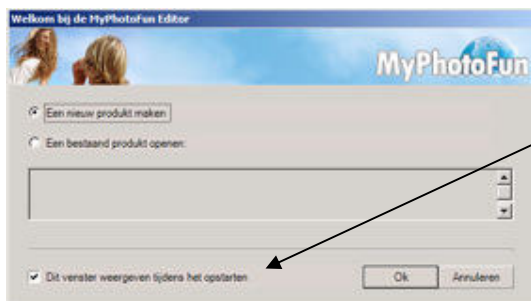 Welkom bij de MyPhotoFun Editor
MyPhotoFun
Een nieuw produkt maken
Een bestaand produkt openen:
Dit venster weergeven tijdens het opstarten
Ok
Annuleren